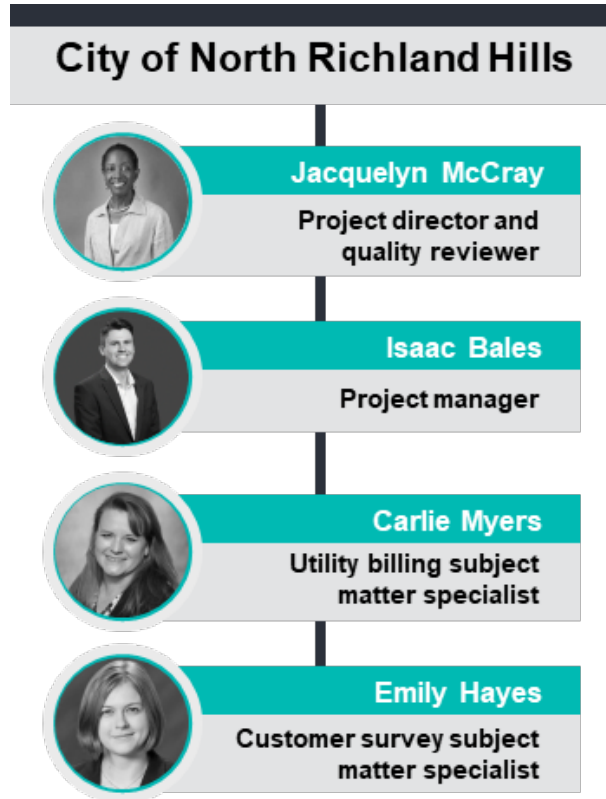 City of North Richland Hills
Jacquelyn McCray
Project director and
quality reviewer
Isaac Bales
Project manager
Carlie Myers
Utility billing subject
matter specialist
Emily Hayes
Customer survey subject
matter specialist